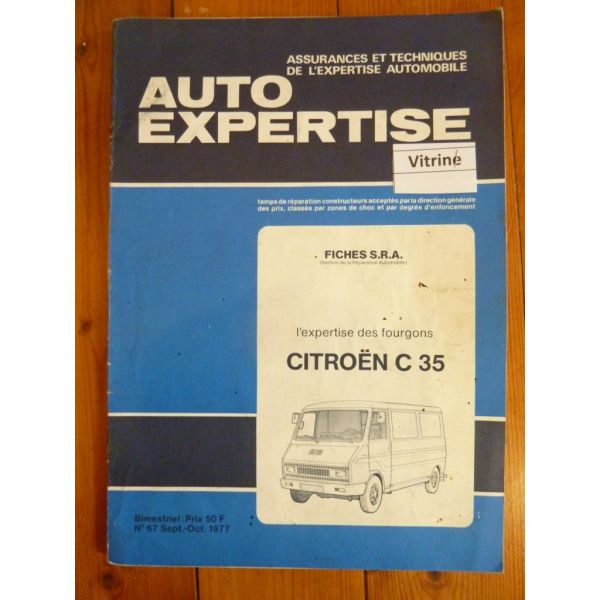 ASSURANCES ET TECHNIQUES
DE L'EXPERTISE AUTOMOBILE
AUTO
EXPERTISE
Vitrine
temps de réparation constructeurs acceptés par la direction générale
des prix, classés par zones de choc et par degrés d'enfoncement
FICHES S.R.A.
(Section de la Réparation Automobile)
l'expertise des fourgons
CITROËN C 35
Bimestriel: Prix 50 F
N° 67 Sept.-Oct. 1977